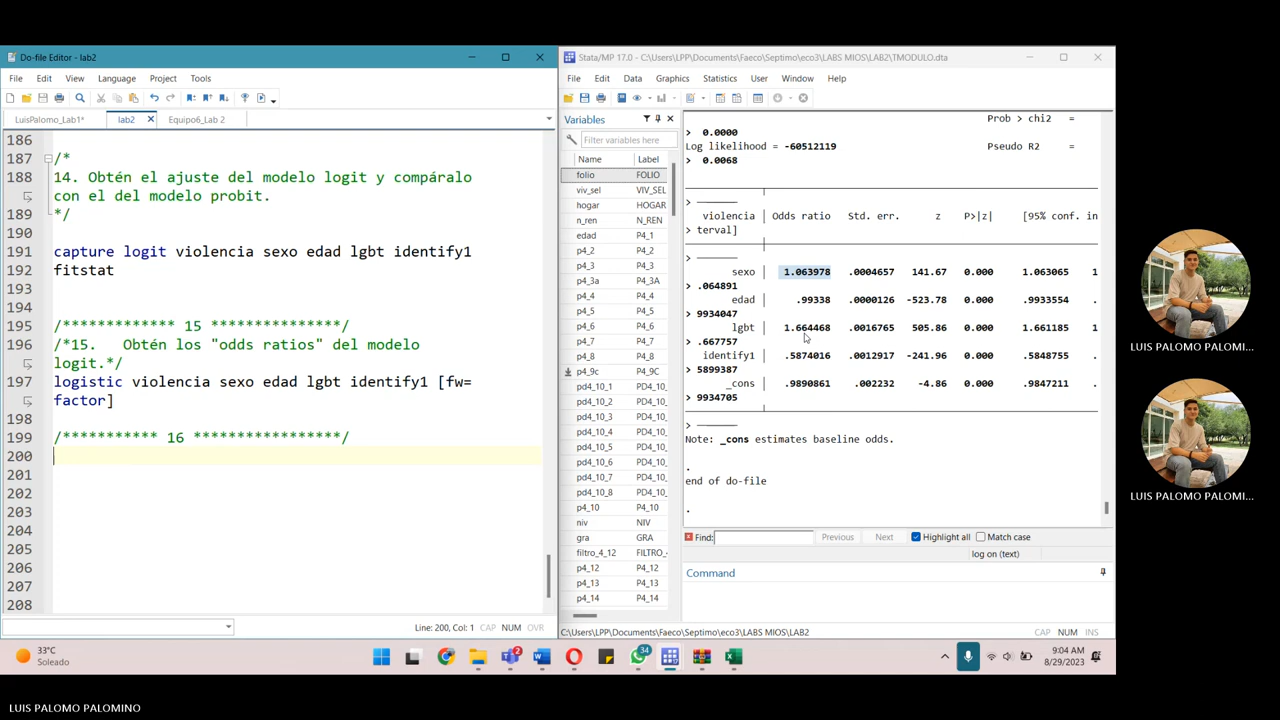 Do-file Editor - lab2
File Edit View Language Project Tools
LuisPalomo_Lab1* lab2 Equipo6_Lab 2
186
187 /*
188 14. Obtén el ajuste del modelo logit y compáralo
con el del modelo probit.
189 */
190
191 capture logit violencia sexo edad lgbt identify1
192 fitstat
193
194
195 /************* 15 ***************/
196 /*15. Obtén los "odds ratios" del modelo
logit.*/
197 logistic violencia sexo edad lgbt identify1 [fw=
factor]
198
199 /*********** 16 *****************/
200
201
202
203
204
205
206
207
208
Line: 200, Col: 1 CAP NUM OVR
Stata/MP 17.0 - C:\Users\LPP\Documents\Faeco\Septimo\eco3\LABS MIOS\LAB2\TMODULO.dta
File Edit Data Graphics Statistics User Window Help
Variables
Filter variables here
Name Label
folio FOLIO
viv_sel VIV_SEL
hogar HOGAR
n_ren N_REN
edad P4_1
p4_2 P4_2
p4_3 P4_3
p4_3a P4_3A
p4_4 P4_4
p4_5 P4_5
p4_6 P4_6
p4_7 P4_7
p4_8 P4_8
p4_9c P4_9C
pd4_10_1 PD4_10_
pd4_10_2 PD4_10_
pd4_10_3 PD4_10_
pd4_10_4 PD4_10_
pd4_10_5 PD4_10_
pd4_10_6 PD4_10_
pd4_10_7 PD4_10_
pd4_10_8 PD4_10_
p4_10 P4_10
niv NIV
gra GRA
filtro_4_12 FILTRO_4
p4_12 P4_12
p4_13 P4_13
p4_14 P4_14
Prob > chi2 =
> 0.0000
Log likelihood = -60512119 Pseudo R2 =
> 0.0068
>
violencia | Odds ratio Std. err. z P>|z| [95% conf. in
> terval]
>
sexo | 1.063978 .0004657 141.67 0.000 1.063065 1
> .064891
edad | .99338 .0000126 -523.78 0.000 .9933554 .
> 9934047
lgbt | 1.664468 .0016765 505.86 0.000 1.661185 1
> .667757
identify1 | .5874016 .0012917 -241.96 0.000 .5848755 .
> 5899387
_cons | .9890861 .002232 -4.86 0.000 .9847211 .
> 9934705
>
Note: _cons estimates baseline odds.
.
end of do-file
.
Find: Previous Next Highlight all Match case
log on (text)
Command
C:\Users\LPP\Documents\Faeco\Septimo\eco3\LABS MIOS\LAB2 CAP NUM INS
33°C
Soleado
2
34
9:04 AM
8/29/2023
LUIS PALOMO PALOMI...
LUIS PALOMO PALOMI...
LUIS PALOMO PALOMINO